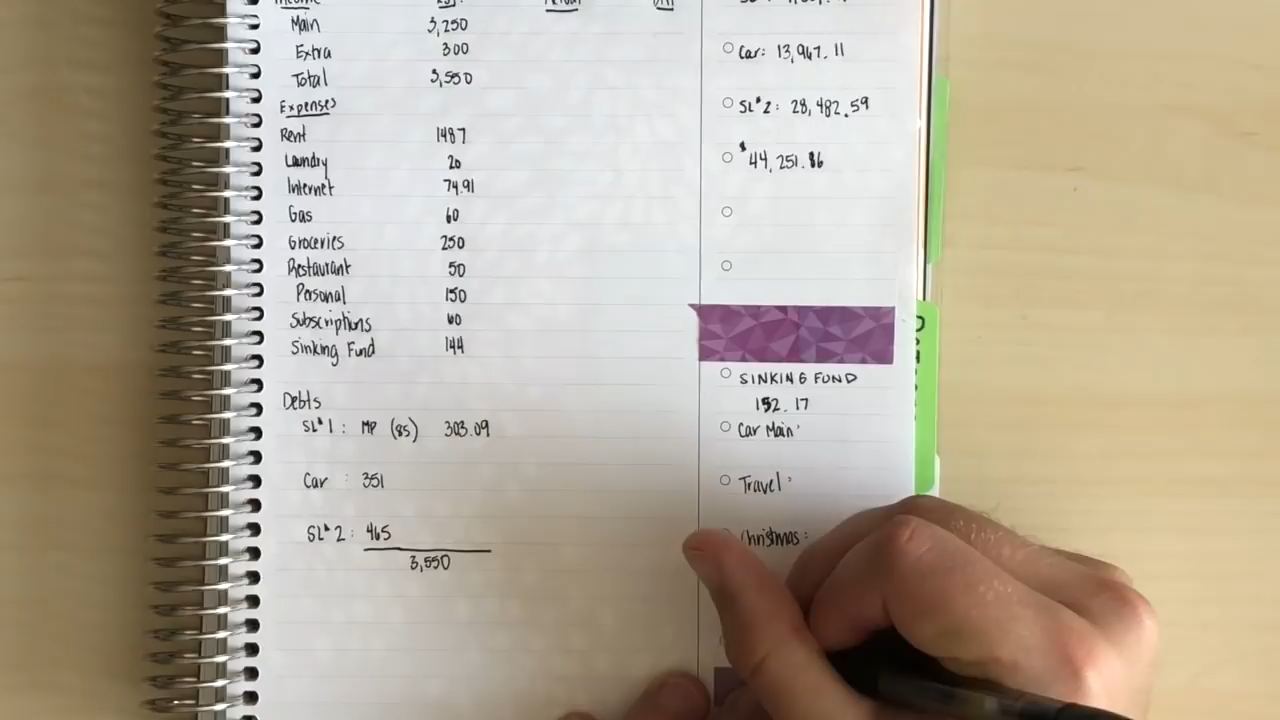 Main 3,250
Extra 300
Total 3,550
Expenses
Rent 1487
Laundry 20
Internet 74.91
Gas 60
Groceries 250
Restaurant 50
Personal 150
Subscriptions 60
Sinking Fund 144
Debts
SL#1: MP (85) 303.09
Car : 351
SL#2: 465
3,550
Car: 13,967.11
SL#2: 28,482.59
$44,251.16
SINKING FUND
152.17
Car Main:
Travel:
Christmas: